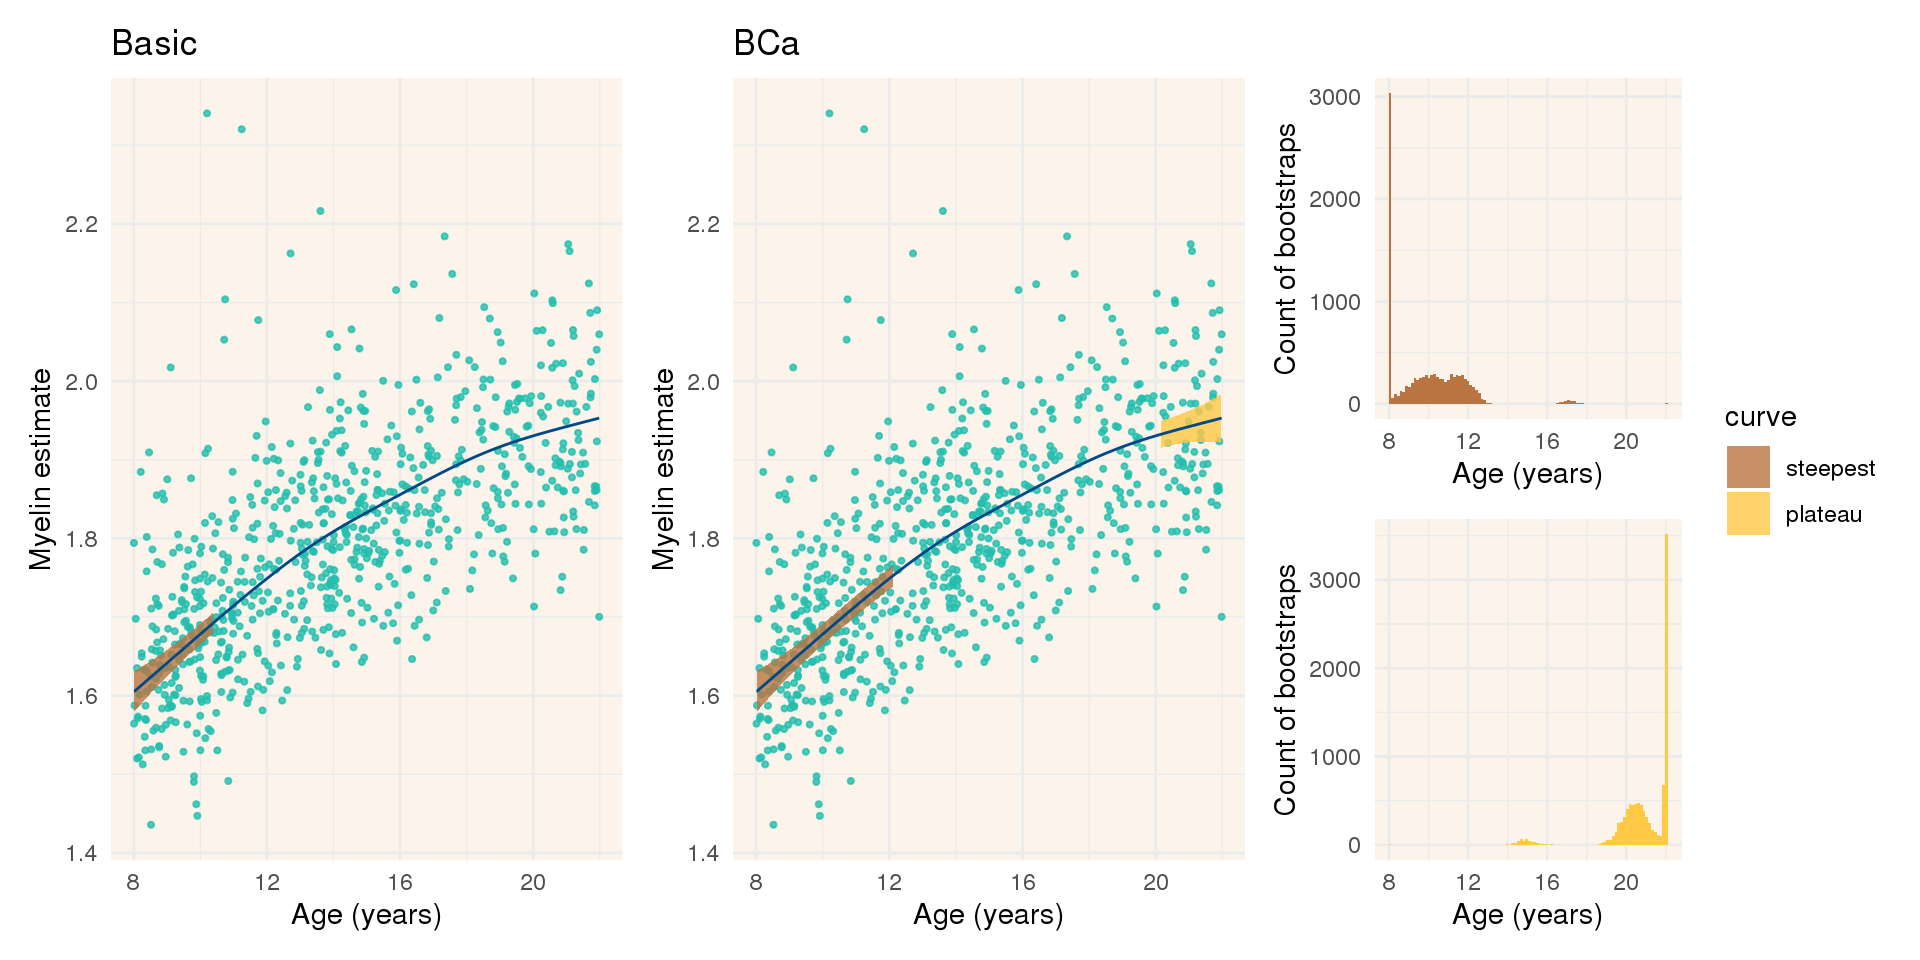 Basic
Myelin estimate
2.2
2.0
1.8
1.6
1.4
8 12 16 20
Age (years)
BCa
Myelin estimate
2.2
2.0
1.8
1.6
1.4
8 12 16 20
Age (years)
Count of bootstraps
3000
2000
1000
0
8 12 16 20
Age (years)
Count of bootstraps
3000
2000
1000
0
8 12 16 20
Age (years)
curve
steepest
plateau